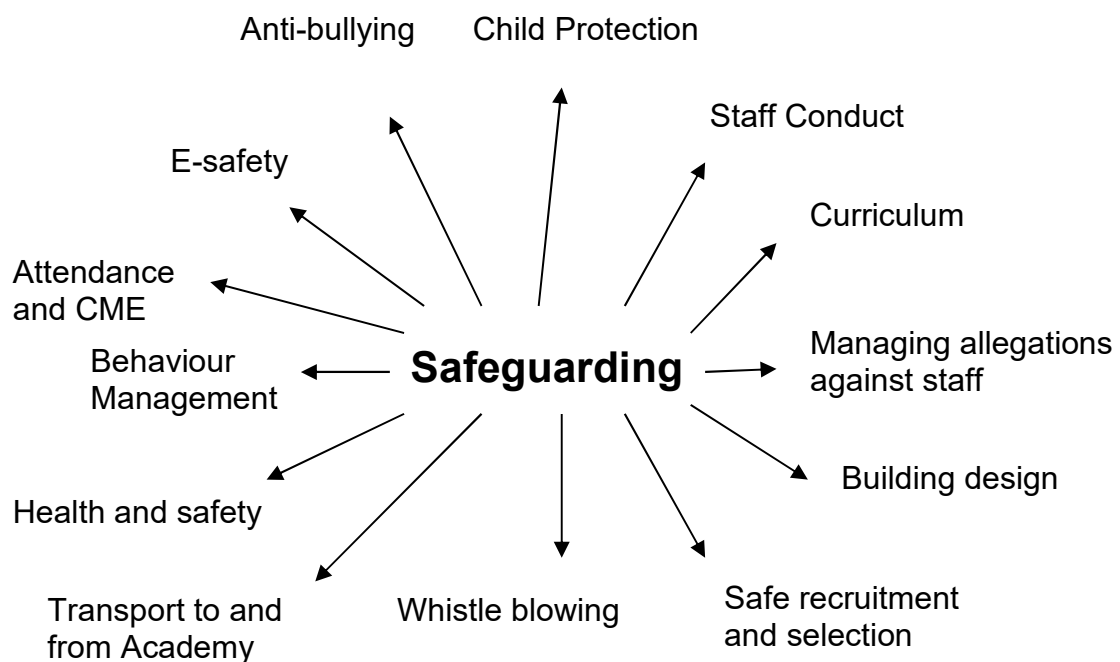 Anti-bullying
Child Protection
Staff Conduct
E-safety
Curriculum
Attendance
and CME
Managing allegations
against staff
Behaviour
Management
Safeguarding
Building design
Health and safety
Transport to and
from Academy
Whistle blowing
Safe recruitment
and selection